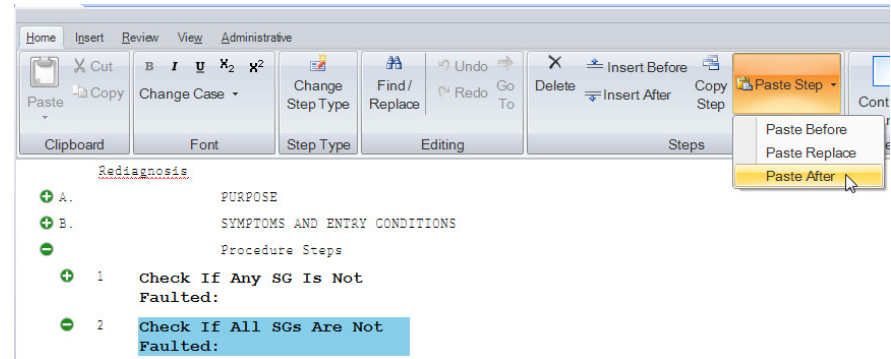 Home Insert Review View Administrative
Cut B I U X2 X2 Undo Insert Before
Paste Copy Change Case Change Step Type Find / Replace Redo Go To Delete Insert After Copy Step Paste Step
Clipboard Font Step Type Editing Steps
Paste Before
Paste Replace
Paste After
Rediagnosis
A. PURPOSE
B. SYMPTOMS AND ENTRY CONDITIONS
Procedure Steps
1 Check If Any SG Is Not
Faulted:
2 Check If All SGs Are Not
Faulted: